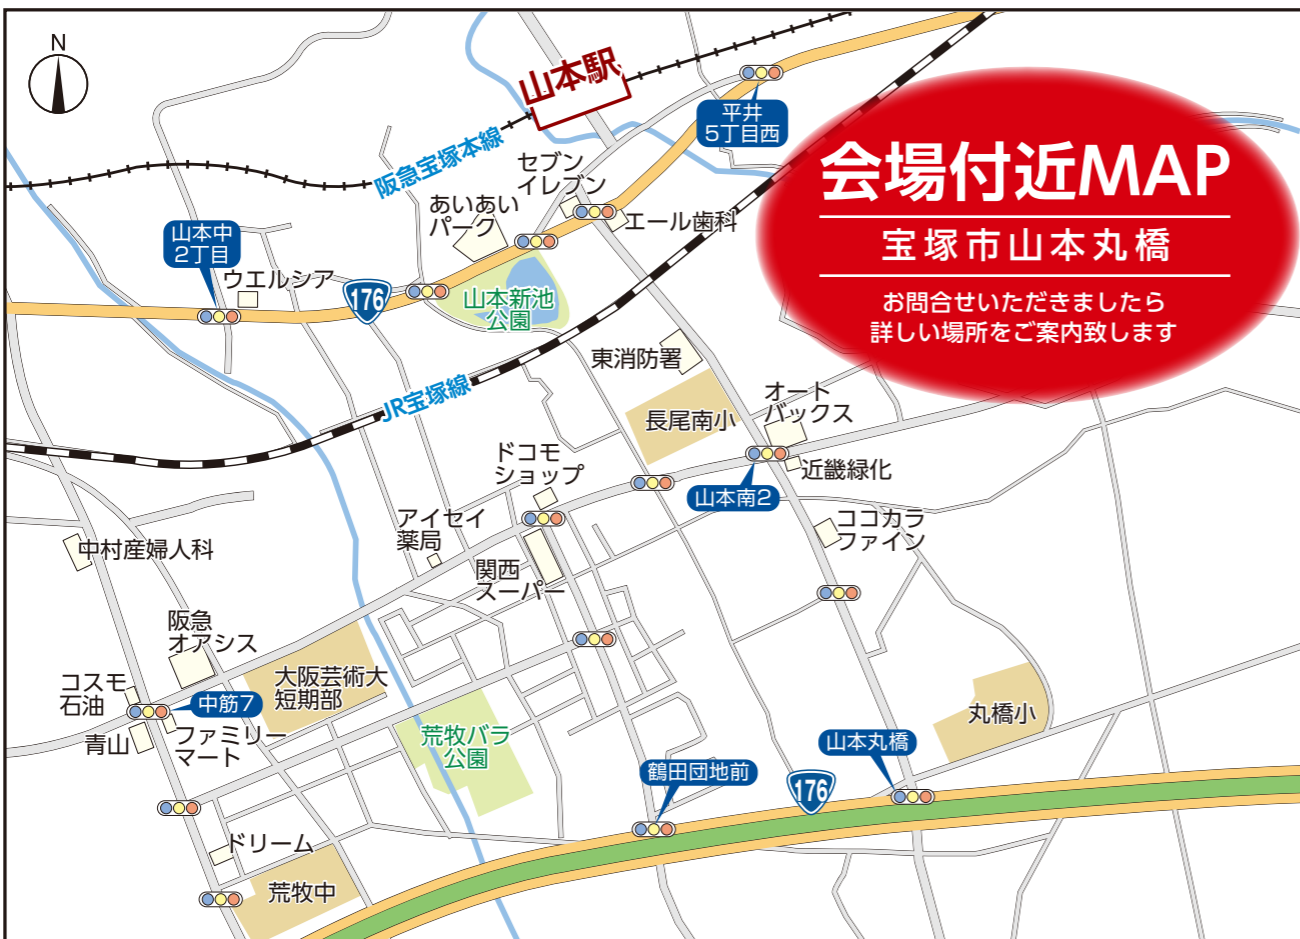 N
山本駅
阪急宝塚本線
平井
5丁目西
会場付近MAP
宝塚市山本丸橋
お問合せいただきましたら
詳しい場所をご案内致します
セブン
イレブン
あいあい
パーク
エール歯科
山本中
2丁目
ウエルシア
176
山本新池
公園
東消防署
JR宝塚線
長尾南小
オート
バックス
近畿緑化
山本南2
ドコモ
ショップ
アイセイ
薬局
関西
スーパー
ココカラ
ファイン
中村産婦人科
阪急
オアシス
大阪芸術大
短期部
コスモ
石油
中筋7
青山
ファミリー
マート
荒牧バラ
公園
丸橋小
山本丸橋
鶴田団地前
176
ドリーム
荒牧中